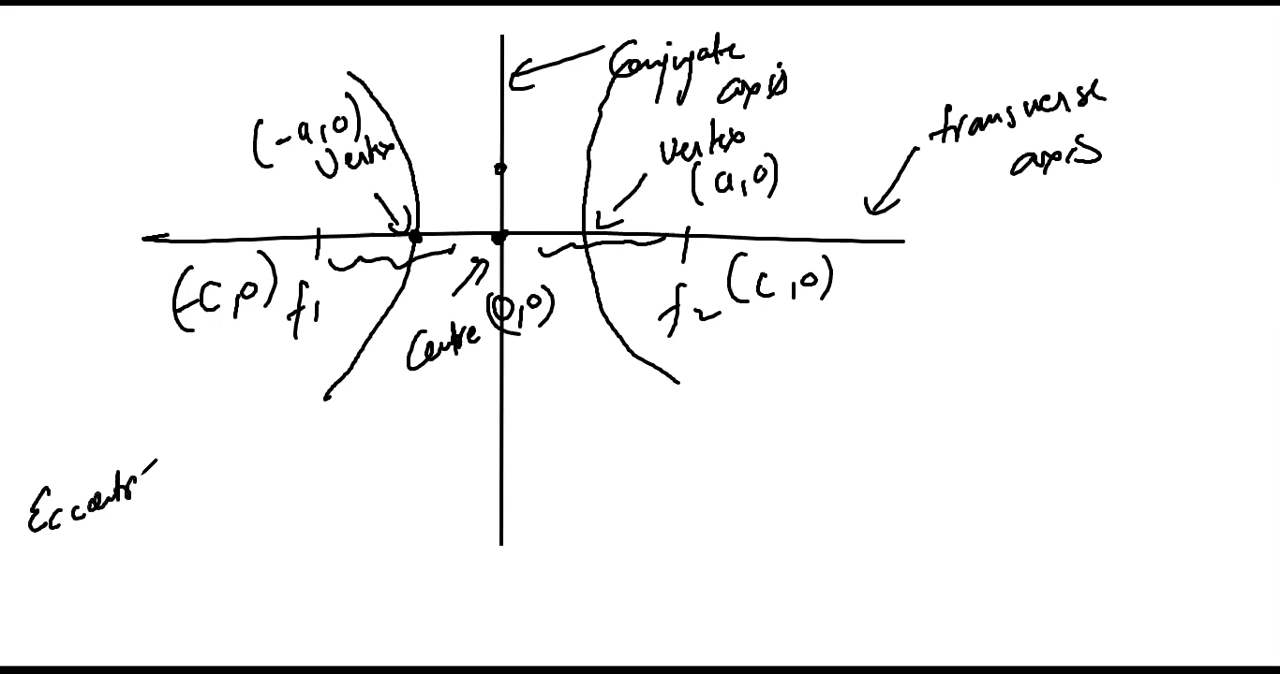 Conjugate
axis
transverse
axis
(-a,0)
vertex
vertex
(a,0)
(-c,0) f1
f2 (c,0)
Centre (0,0)
Eccentr